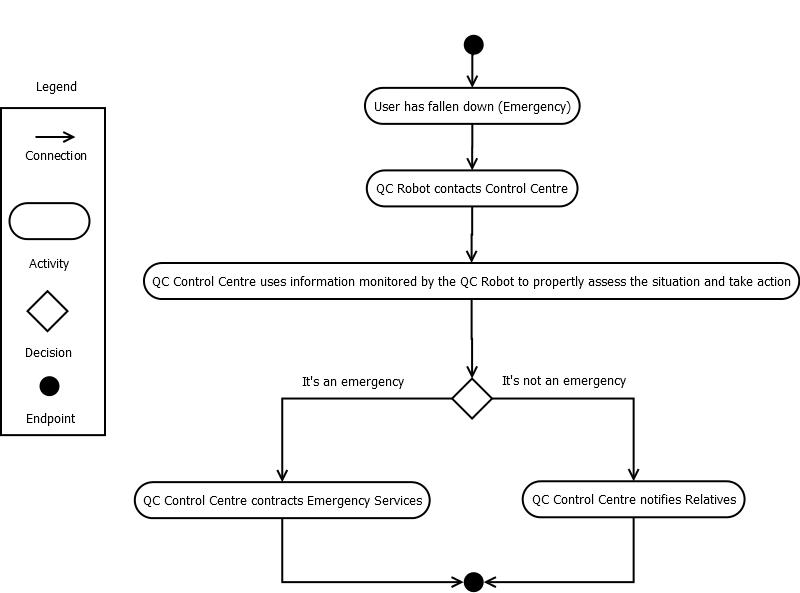 Legend
Connection
Activity
Decision
Endpoint
User has fallen down (Emergency)
QC Robot contacts Control Centre
QC Control Centre uses information monitored by the QC Robot to propertly assess the situation and take action
It's an emergency
It's not an emergency
QC Control Centre contracts Emergency Services
QC Control Centre notifies Relatives